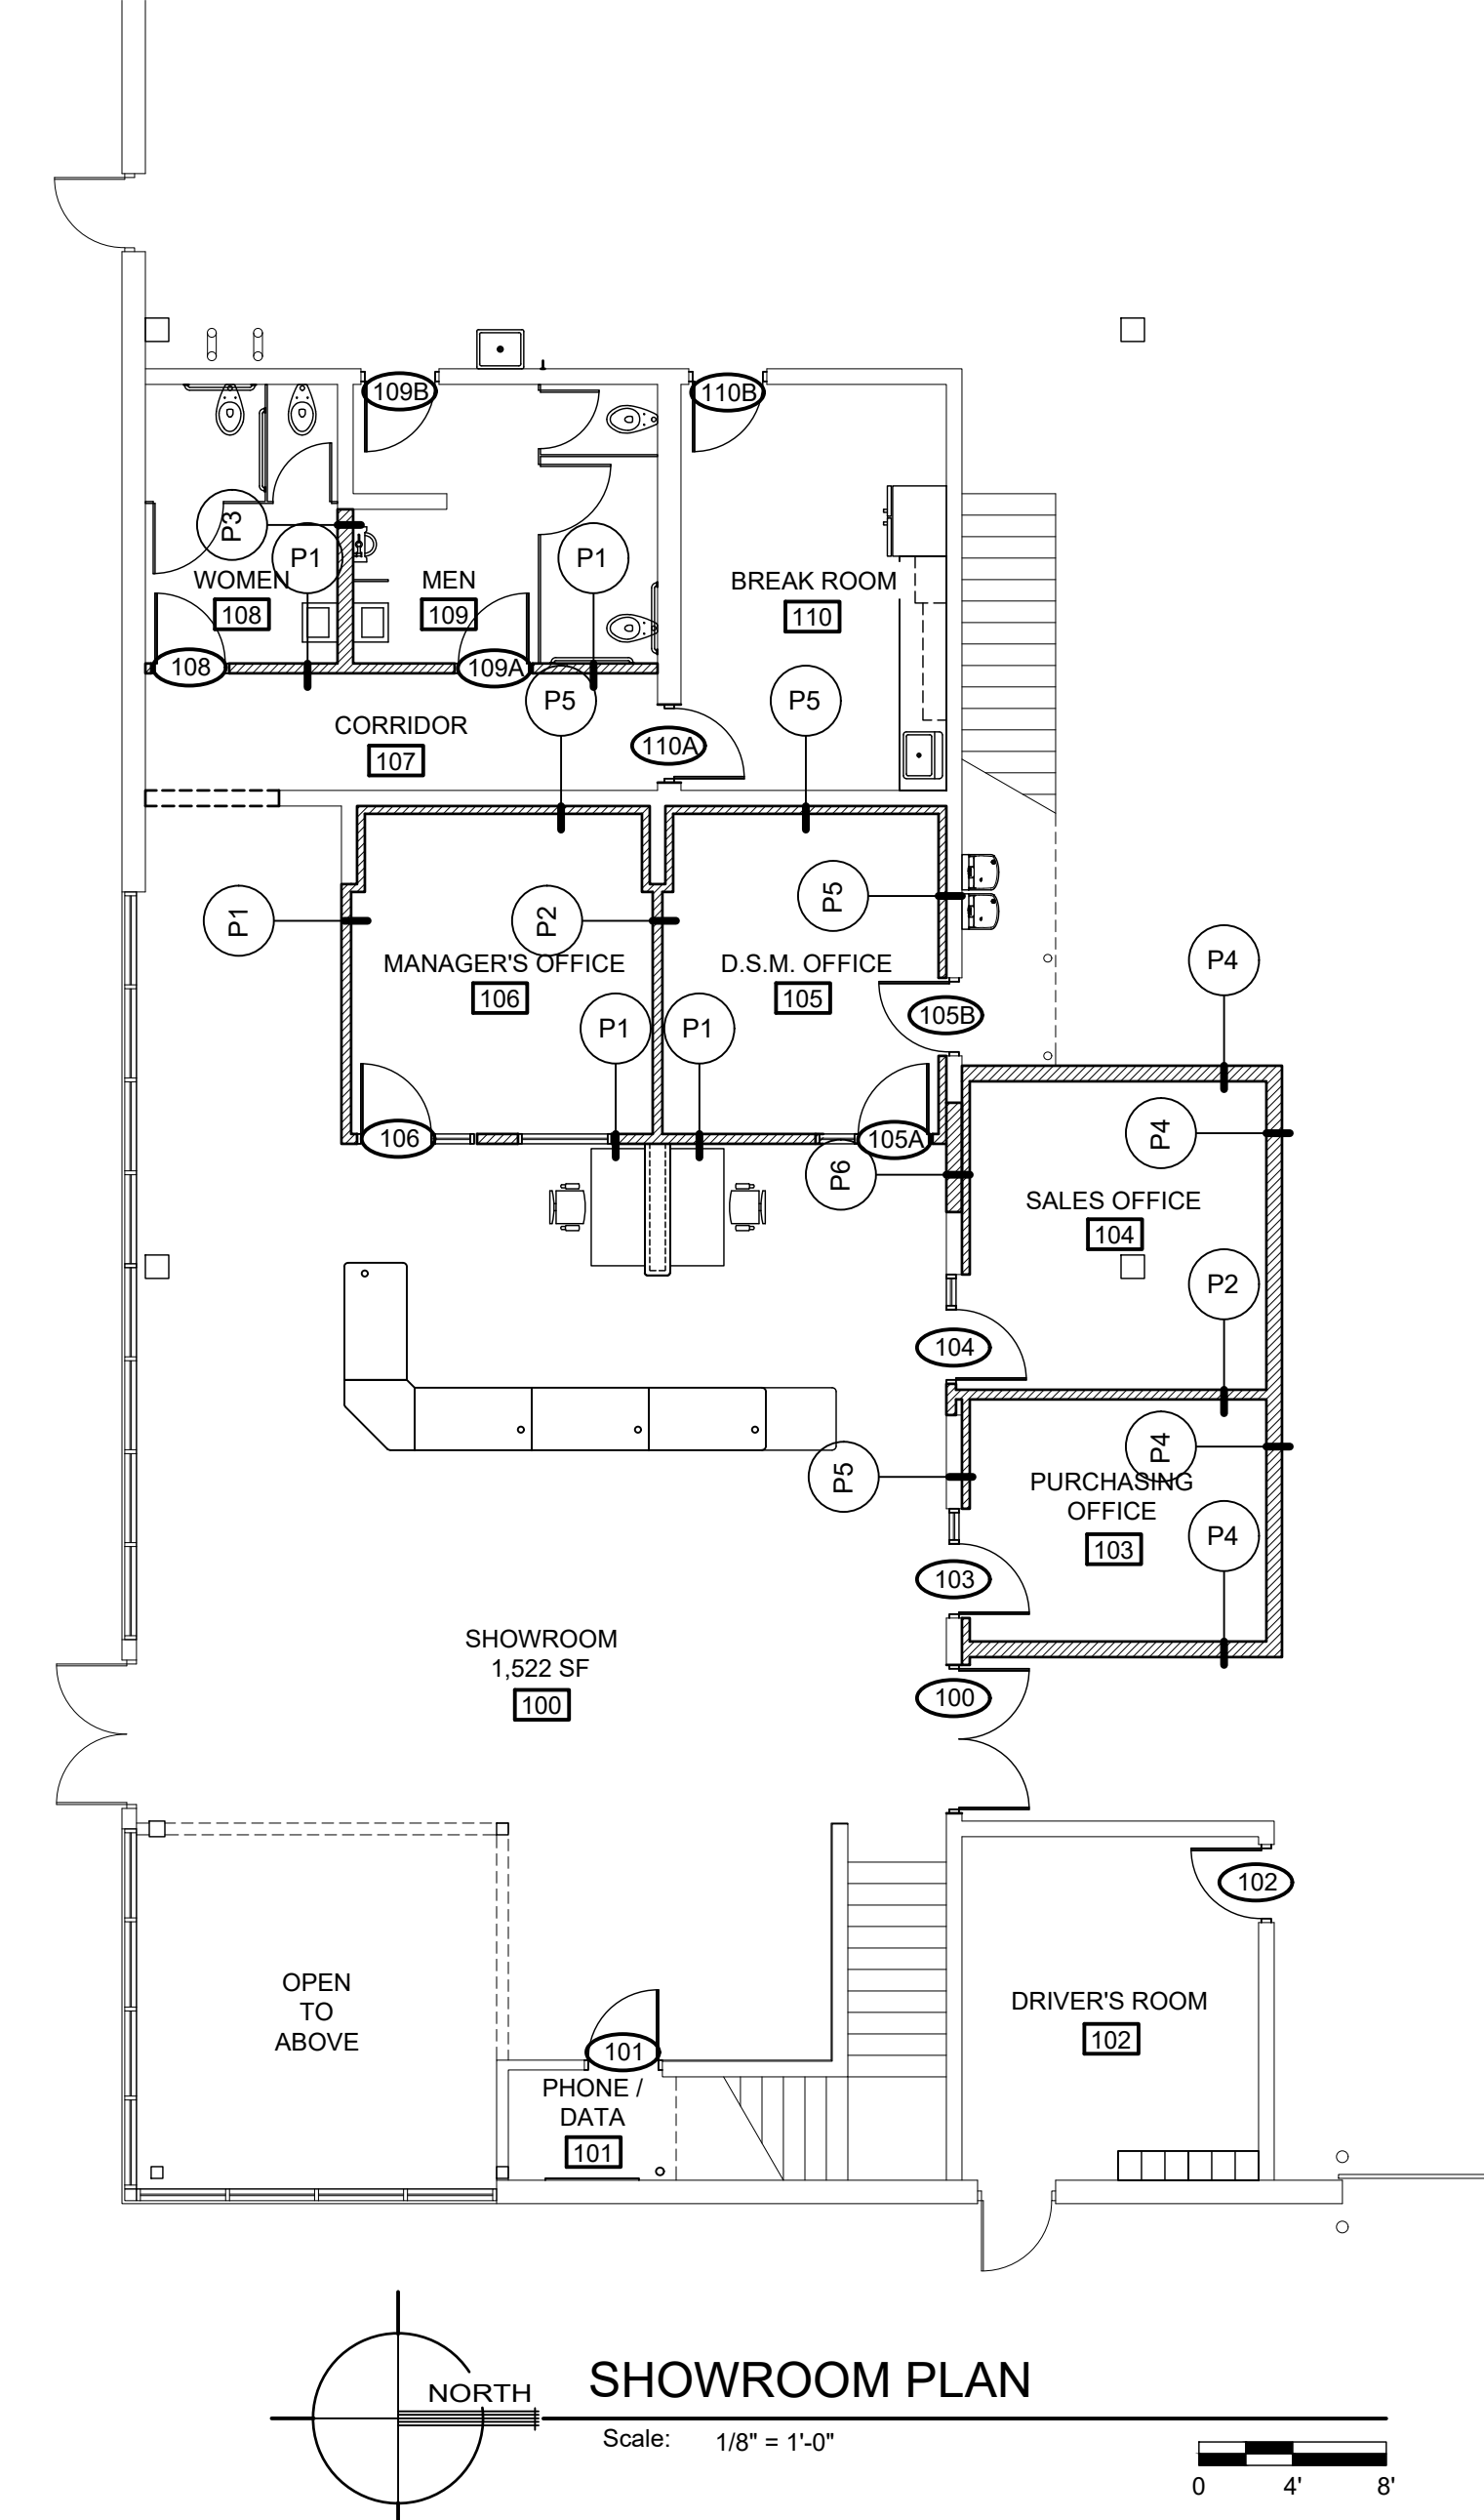 109B
110B
P3
P1
P1
WOMEN
108
MEN
109
BREAK ROOM
110
108
109A
P5
P5
CORRIDOR
107
110A
P1
P2
P5
MANAGER'S OFFICE
106
D.S.M. OFFICE
105
P4
105B
P1
P1
106
105A
P4
P6
SALES OFFICE
104
P2
104
P4
P5
PURCHASING
OFFICE
103
P4
103
SHOWROOM
1,522 SF
100
100
102
OPEN
TO
ABOVE
DRIVER'S ROOM
102
101
PHONE /
DATA
101
NORTH
SHOWROOM PLAN
Scale: 1/8" = 1'-0"
0 4' 8'